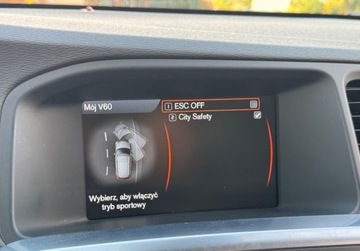 Mój V60
1 ESC OFF
2 City Safety
Wybierz, aby włączyć
tryb sportowy